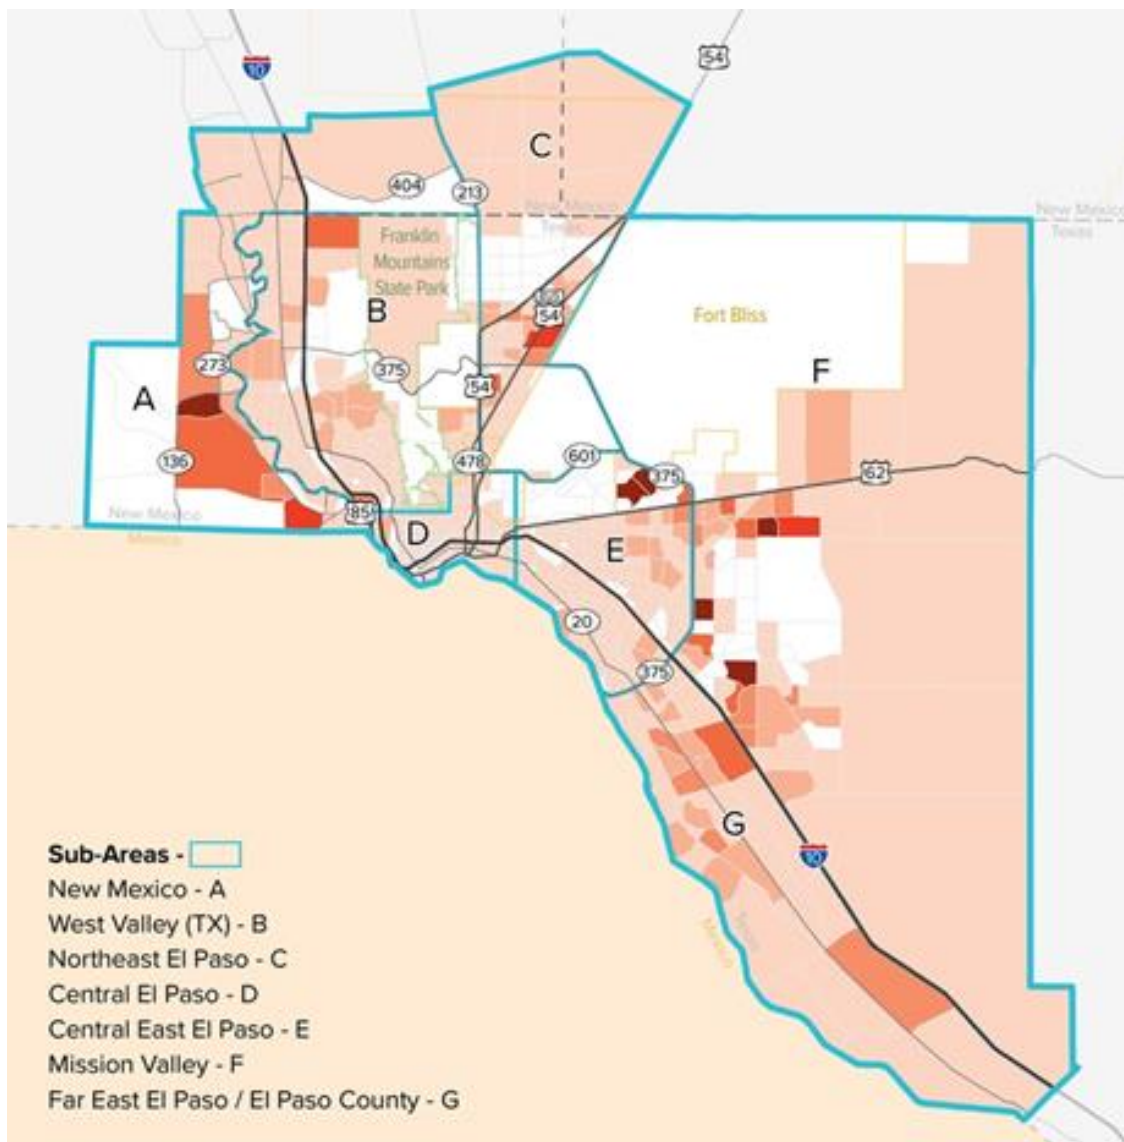 54
10
C
404
213
New Mexico
Texas
New Mexico
Texas
Franklin
Mountains
State Park
B
54
Fort Bliss
273
375
54
F
A
136
478
601
375
62
New Mexico
Mexico
85
D
E
20
375
G
10
Texas
Mexico
Sub-Areas -
New Mexico - A
West Valley (TX) - B
Northeast El Paso - C
Central El Paso - D
Central East El Paso - E
Mission Valley - F
Far East El Paso / El Paso County - G